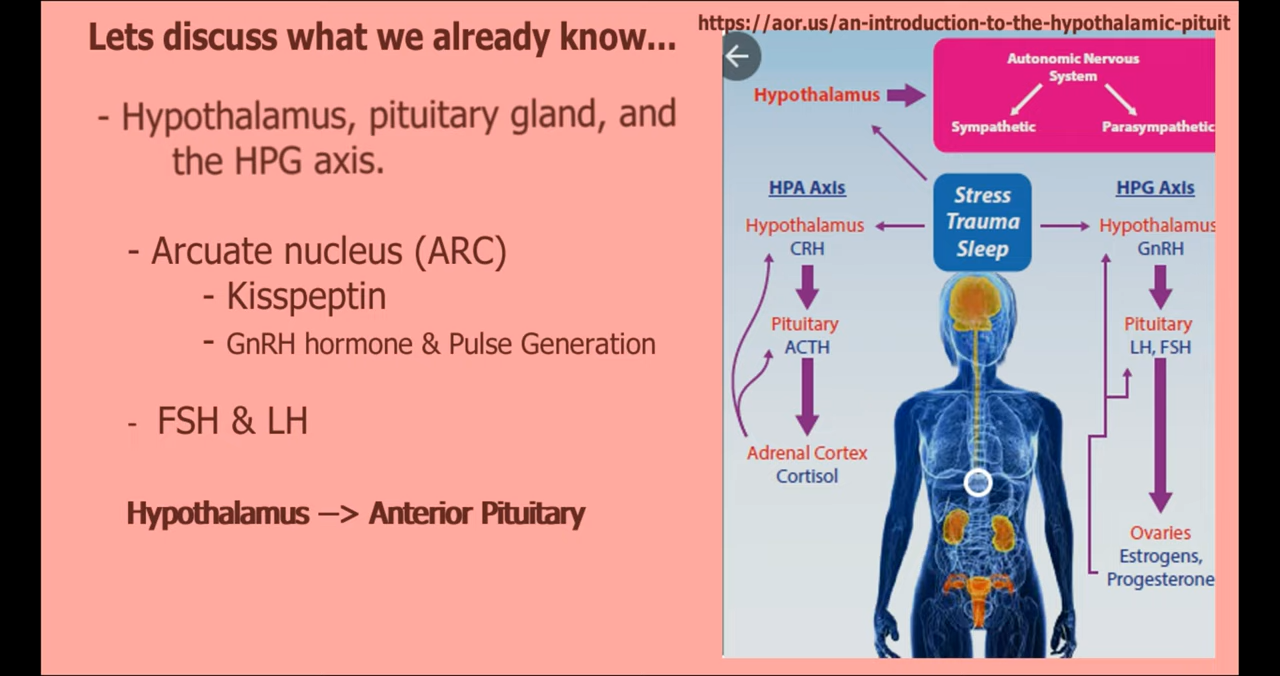 https://aor.us/an-introduction-to-the-hypothalamic-pituit
Lets discuss what we already know...
- Hypothalamus, pituitary gland, and
the HPG axis.
- Arcuate nucleus (ARC)
- Kisspeptin
- GnRH hormone & Pulse Generation
- FSH & LH
Hypothalamus —> Anterior Pituitary
Autonomic Nervous
System
Sympathetic
Parasympathetic
Hypothalamus
Stress
Trauma
Sleep
HPA Axis
Hypothalamus
CRH
Pituitary
ACTH
Adrenal Cortex
Cortisol
HPG Axis
Hypothalamus
GnRH
Pituitary
LH, FSH
Ovaries
Estrogens,
Progesterone